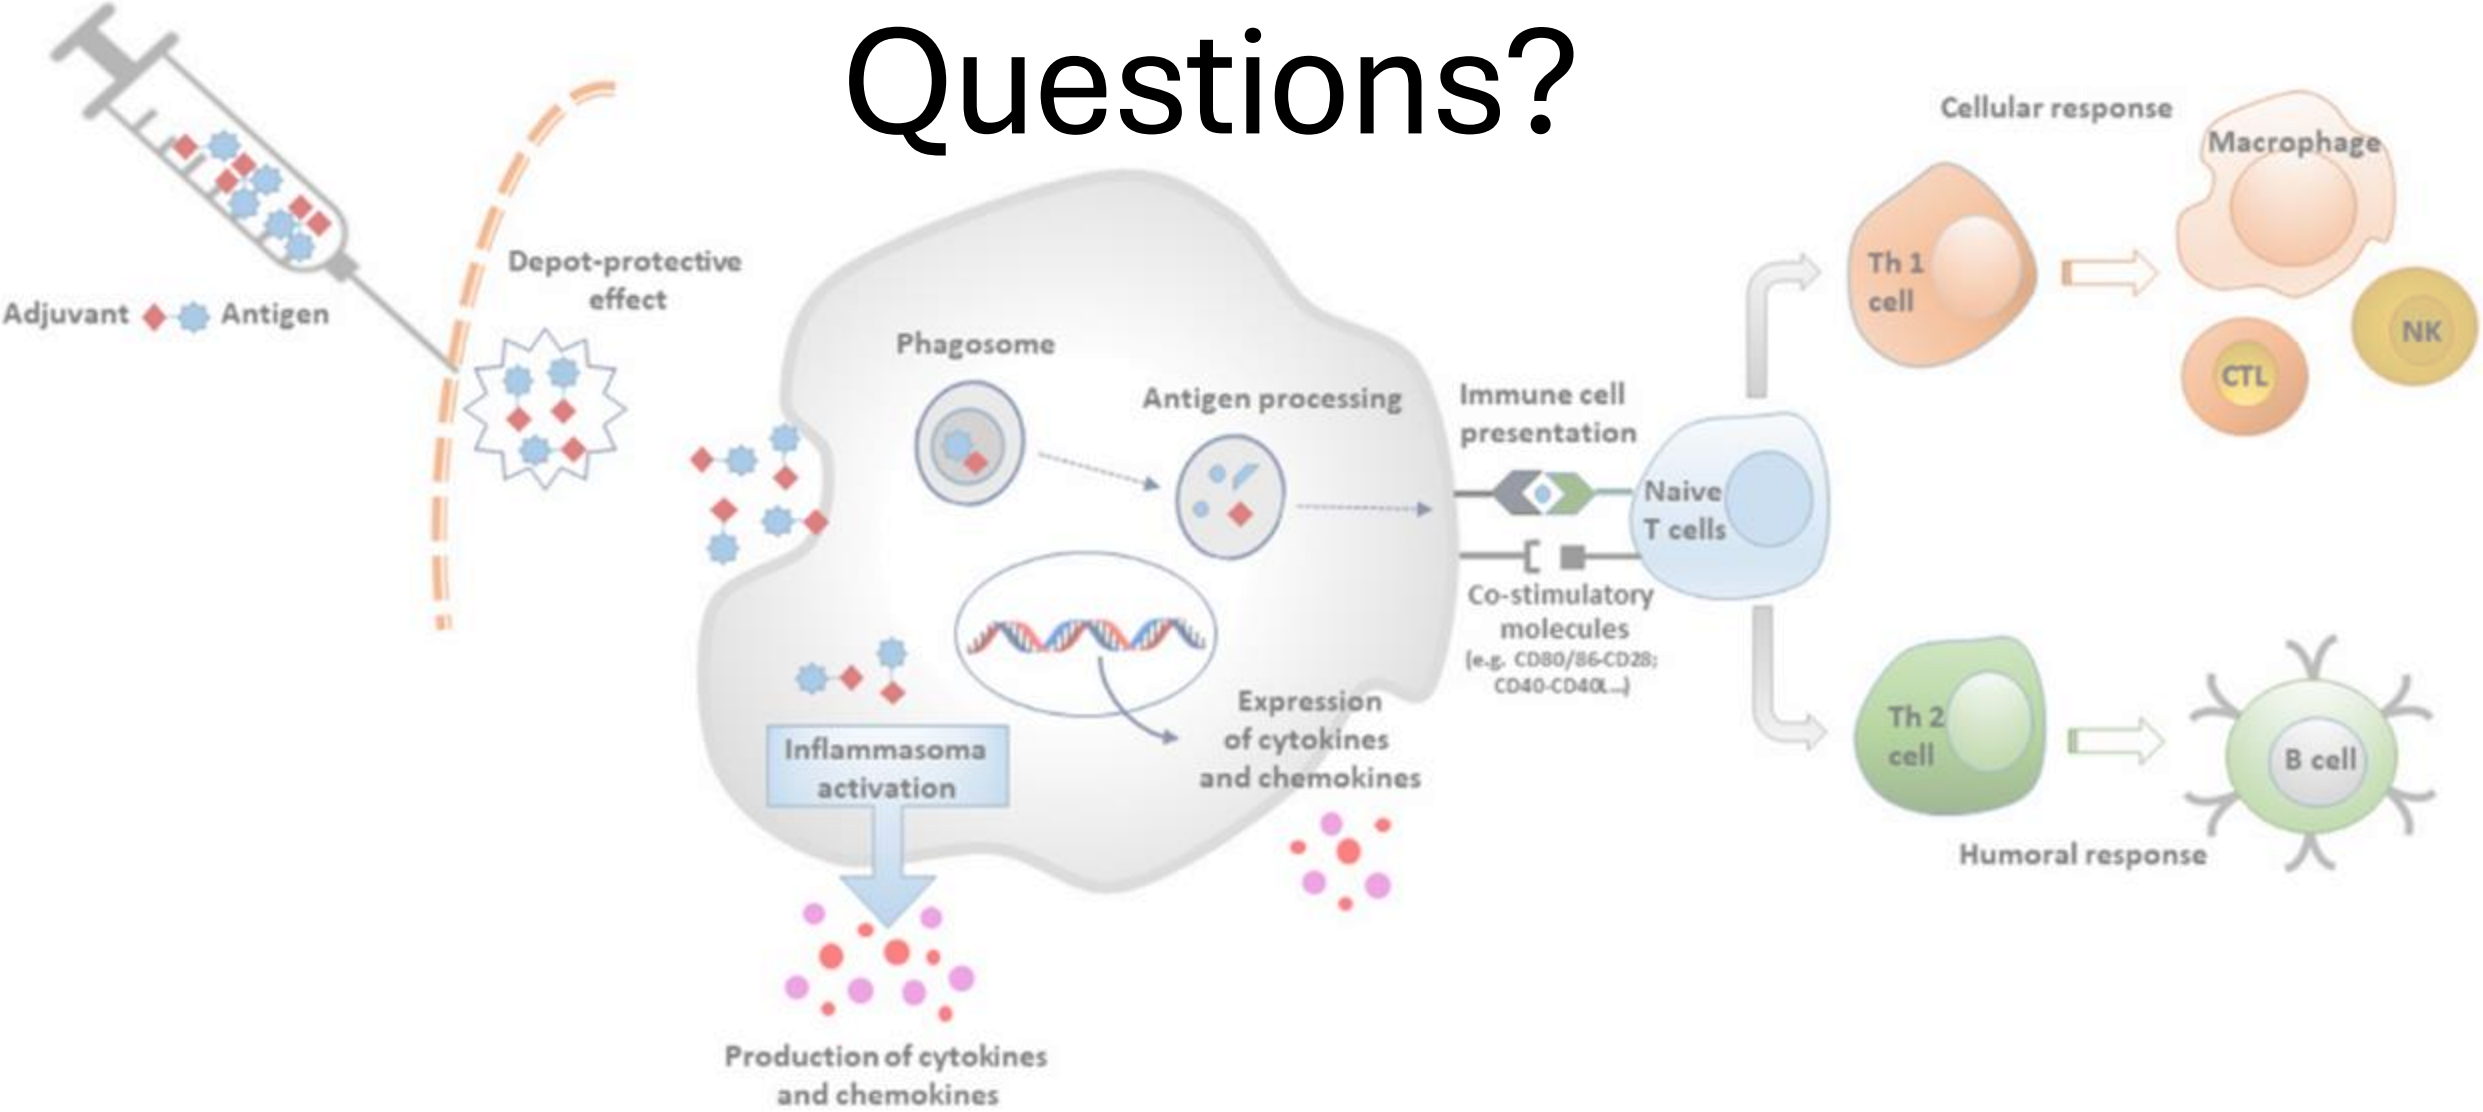 Questions?
Adjuvant
Antigen
Depot-protective
effect
Phagosome
Antigen processing
Inflammasoma
activation
Production of cytokines
and chemokines
Expression
of cytokines
and chemokines
Immune cell
presentation
Co-stimulatory
molecules
(e.g. CD80/86-CD28;
CD40-CD40L...)
Naive
T cells
Cellular response
Th 1
cell
Macrophage
CTL
NK
Th 2
cell
B cell
Humoral response